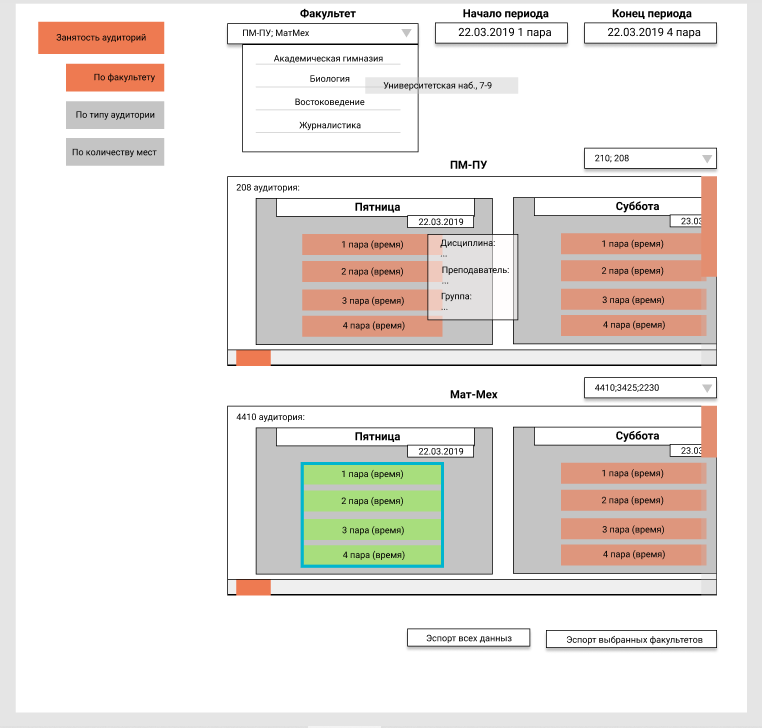 Занятость аудиторий
По факультету
По типу аудитории
По количеству мест
Факультет
ПМ-ПУ; МатМех
Академическая гимназия
Биология
Университетская наб., 7-9
Востоковедение
Журналистика
Начало периода
22.03.2019 1 пара
Конец периода
22.03.2019 4 пара
ПМ-ПУ
210; 208
208 аудитория:
Пятница
22.03.2019
1 пара (время)
2 пара (время)
3 пара (время)
4 пара (время)
Дисциплина:
...
Преподаватель:
...
Группа:
...
Суббота
23.03
1 пара (время)
2 пара (время)
3 пара (время)
4 пара (время)
Мат-Мех
4410;3425;2230
4410 аудитория:
Пятница
22.03.2019
1 пара (время)
2 пара (время)
3 пара (время)
4 пара (время)
Суббота
23.03
1 пара (время)
2 пара (время)
3 пара (время)
4 пара (время)
Эспорт всех данныз
Эспорт выбранных факультетов